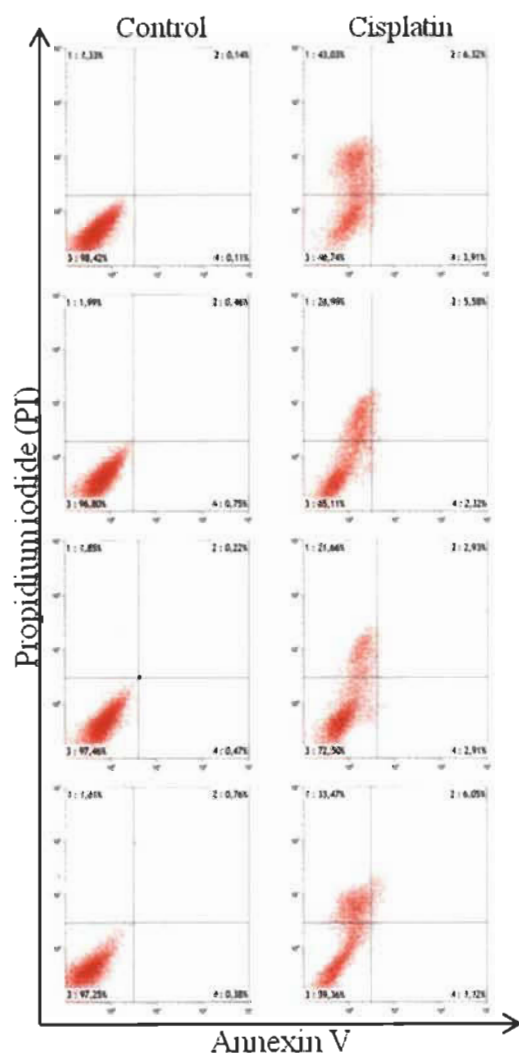 Control
Cisplatin
1 : 1,33%
2 : 0,14%
3 : 98,42%
4 : 0,11%
1 : 43,03%
2 : 6,32%
3 : 46,74%
4 : 3,91%
1 : 1,99%
2 : 0,46%
3 : 96,80%
4 : 0,75%
1 : 26,99%
2 : 5,58%
3 : 65,11%
4 : 2,32%
1 : 1,85%
2 : 0,22%
3 : 97,46%
4 : 0,47%
1 : 21,66%
2 : 2,93%
3 : 72,50%
4 : 2,91%
1 : 1,61%
2 : 0,76%
3 : 97,25%
4 : 0,38%
1 : 33,47%
2 : 6,05%
3 : 59,36%
4 : 1,12%
Propidium iodide (PI)
Annexin V